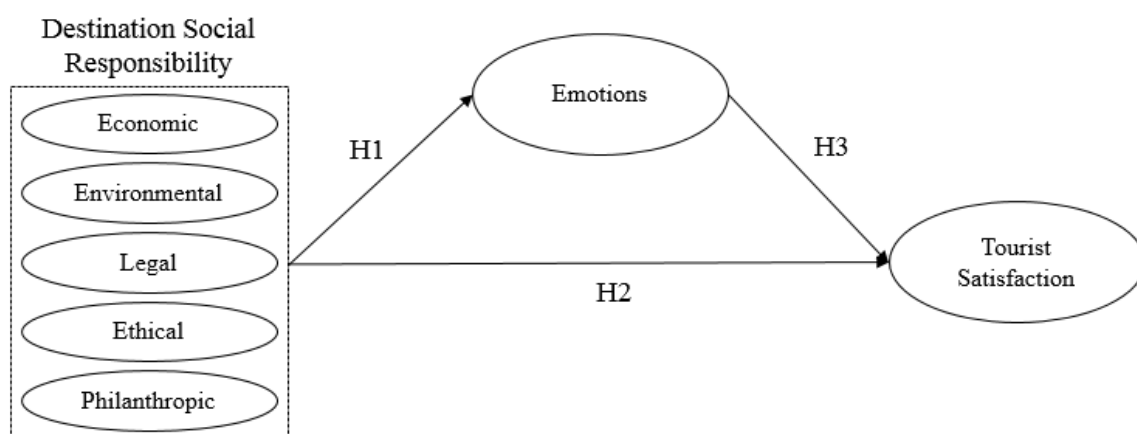 Destination Social
Responsibility
Economic
Environmental
Legal
Ethical
Philanthropic
H1
Emotions
H3
H2
Tourist
Satisfaction